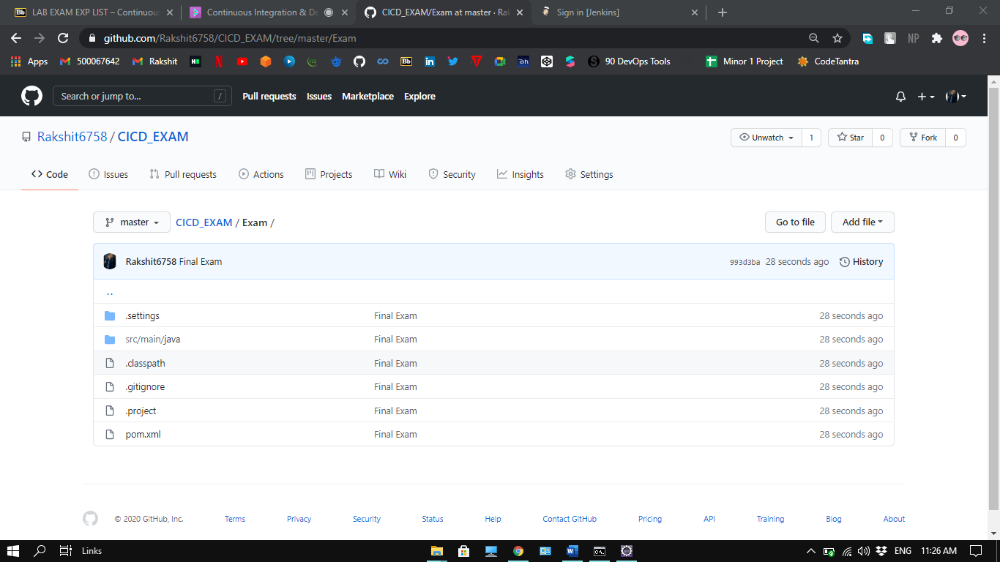 LAB EXAM EXP LIST – Continuous
Continuous Integration & De
CICD_EXAM/Exam at master · Rak
Sign in [Jenkins]
github.com/Rakshit6758/CICD_EXAM/tree/master/Exam
NP
Apps 500067642 Rakshit 90 DevOps Tools Minor 1 Project CodeTantra
Search or jump to... / Pull requests Issues Marketplace Explore
Rakshit6758 / CICD_EXAM
Unwatch 1 Star 0 Fork 0
Code Issues Pull requests Actions Projects Wiki Security Insights Settings
master CICD_EXAM / Exam / Go to file Add file
Rakshit6758 Final Exam 993d3ba 28 seconds ago History
..
.settings Final Exam 28 seconds ago
src/main/java Final Exam 28 seconds ago
.classpath Final Exam 28 seconds ago
.gitignore Final Exam 28 seconds ago
.project Final Exam 28 seconds ago
pom.xml Final Exam 28 seconds ago
© 2020 GitHub, Inc. Terms Privacy Security Status Help Contact GitHub Pricing API Training Blog About
Links ENG 11:26 AM